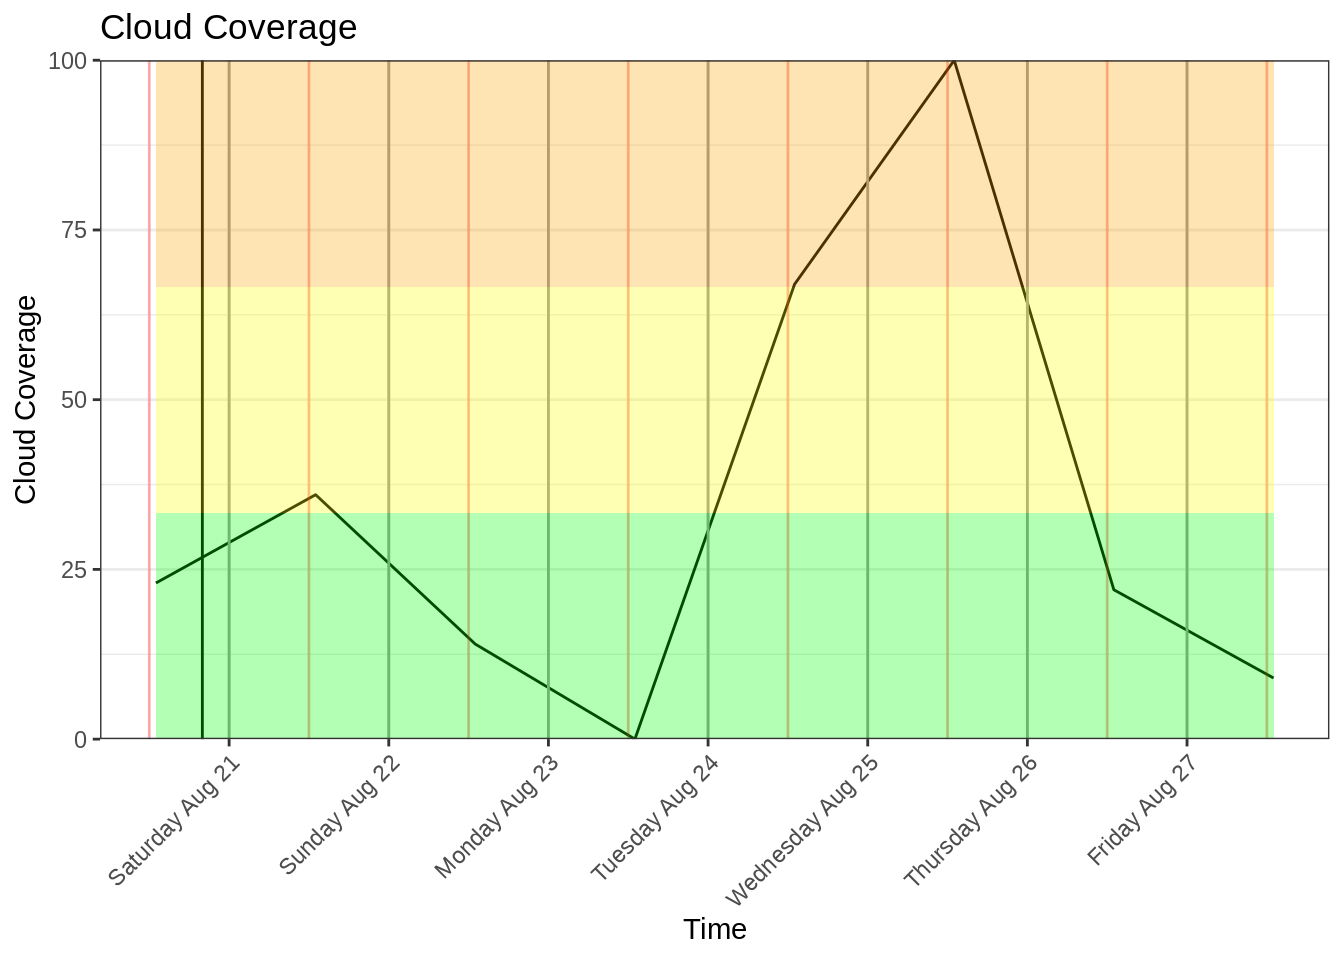 Cloud Coverage
Cloud Coverage
100
75
50
25
0
Saturday Aug 21
Sunday Aug 22
Monday Aug 23
Tuesday Aug 24
Wednesday Aug 25
Thursday Aug 26
Friday Aug 27
Time